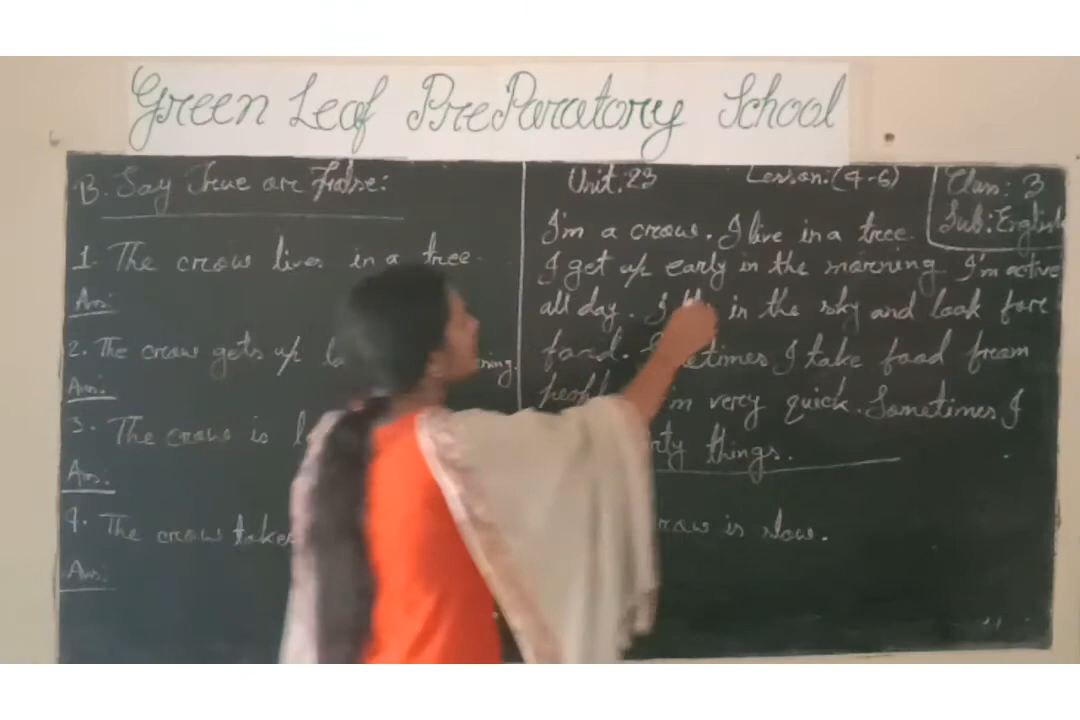 Green Leaf PreParatory School
B. Say True or False:
1. The crow lives in a tree.
Ans:
2. The crow gets up
Ans:
3. The crow is
Ans:
4. The crow takes
Ans:
Unit: 23 Lesson: (4-6)
Class: 3
Sub: English
I'm a crow. I live in a tree.
I get up early in the morning I'm active
all day. I in the sky and look for
food. I take food from
I'm very quick. Sometimes I
things.
is slow.